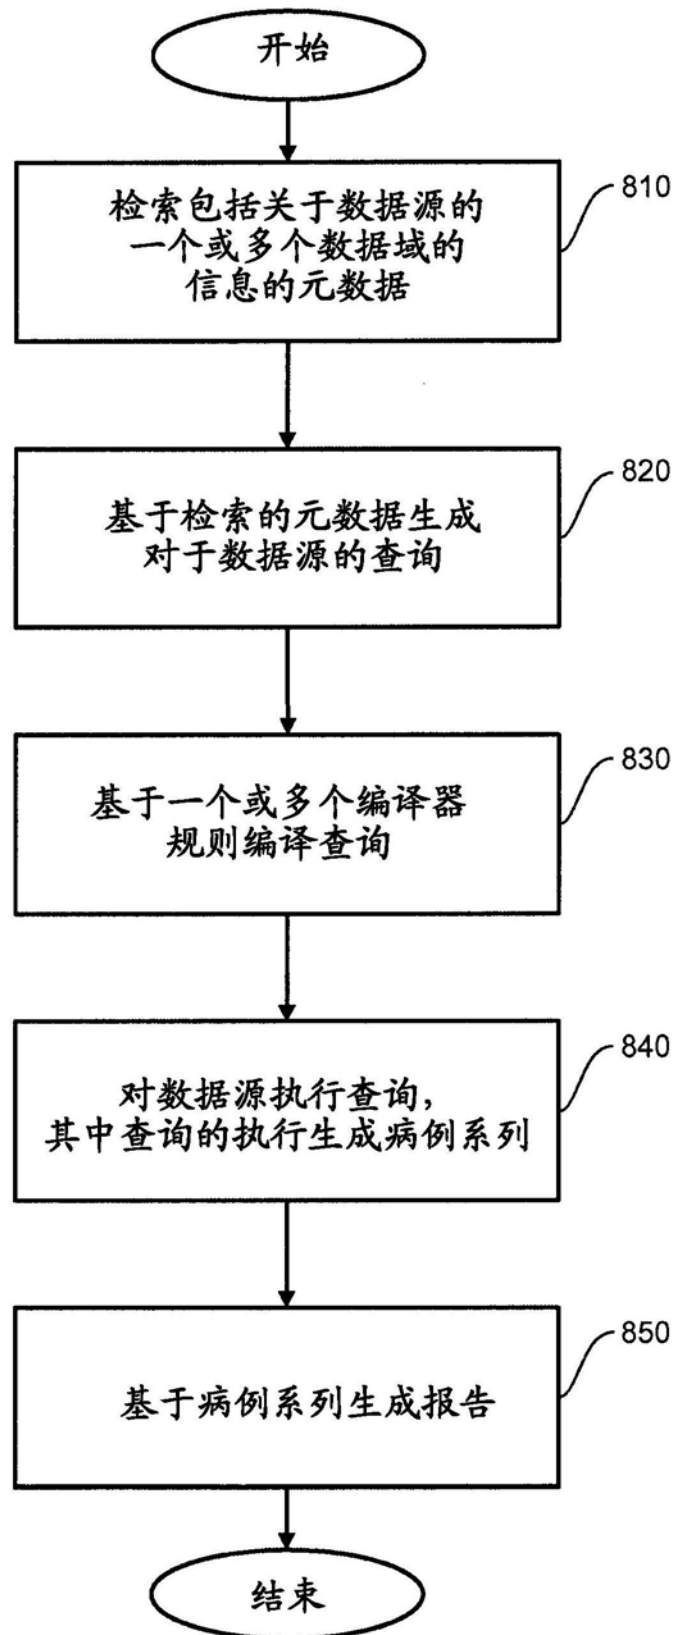 开始
检索包括关于数据源的
一个或多个数据域的
信息的元数据
810
基于检索的元数据生成
对于数据源的查询
820
基于一个或多个编译器
规则编译查询
830
对数据源执行查询,
其中查询的执行生成病例系列
840
基于病例系列生成报告
850
结束